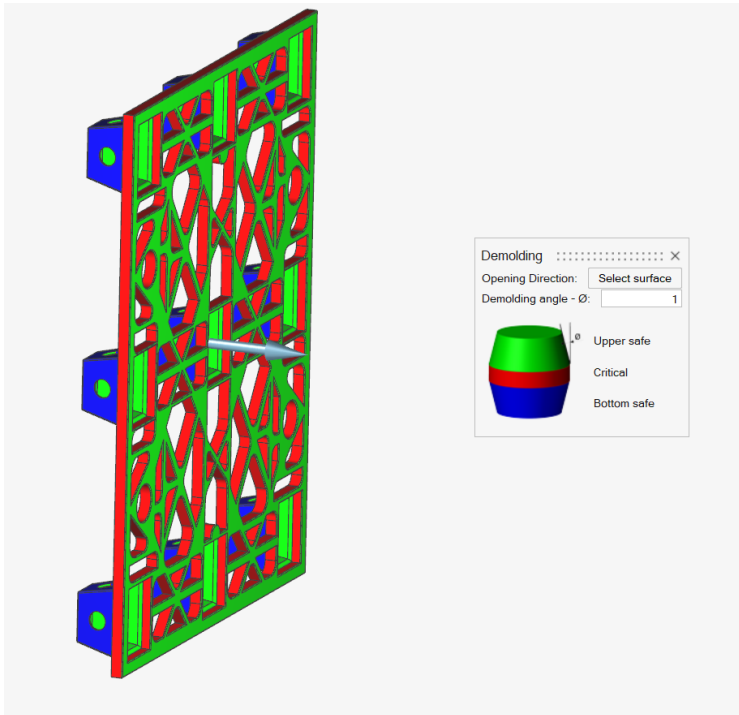 Demolding
Opening Direction: Select surface
Demolding angle - Ø: 1
ø
Upper safe
Critical
Bottom safe